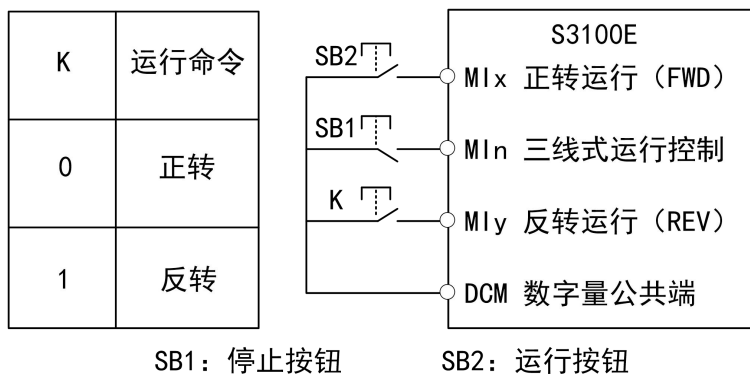 K 运行命令
0 正转
1 反转
S3100E
SB2 MIx 正转运行（FWD）
SB1 MIn 三线式运行控制
K MIy 反转运行（REV）
DCM 数字量公共端
SB1：停止按钮 SB2：运行按钮